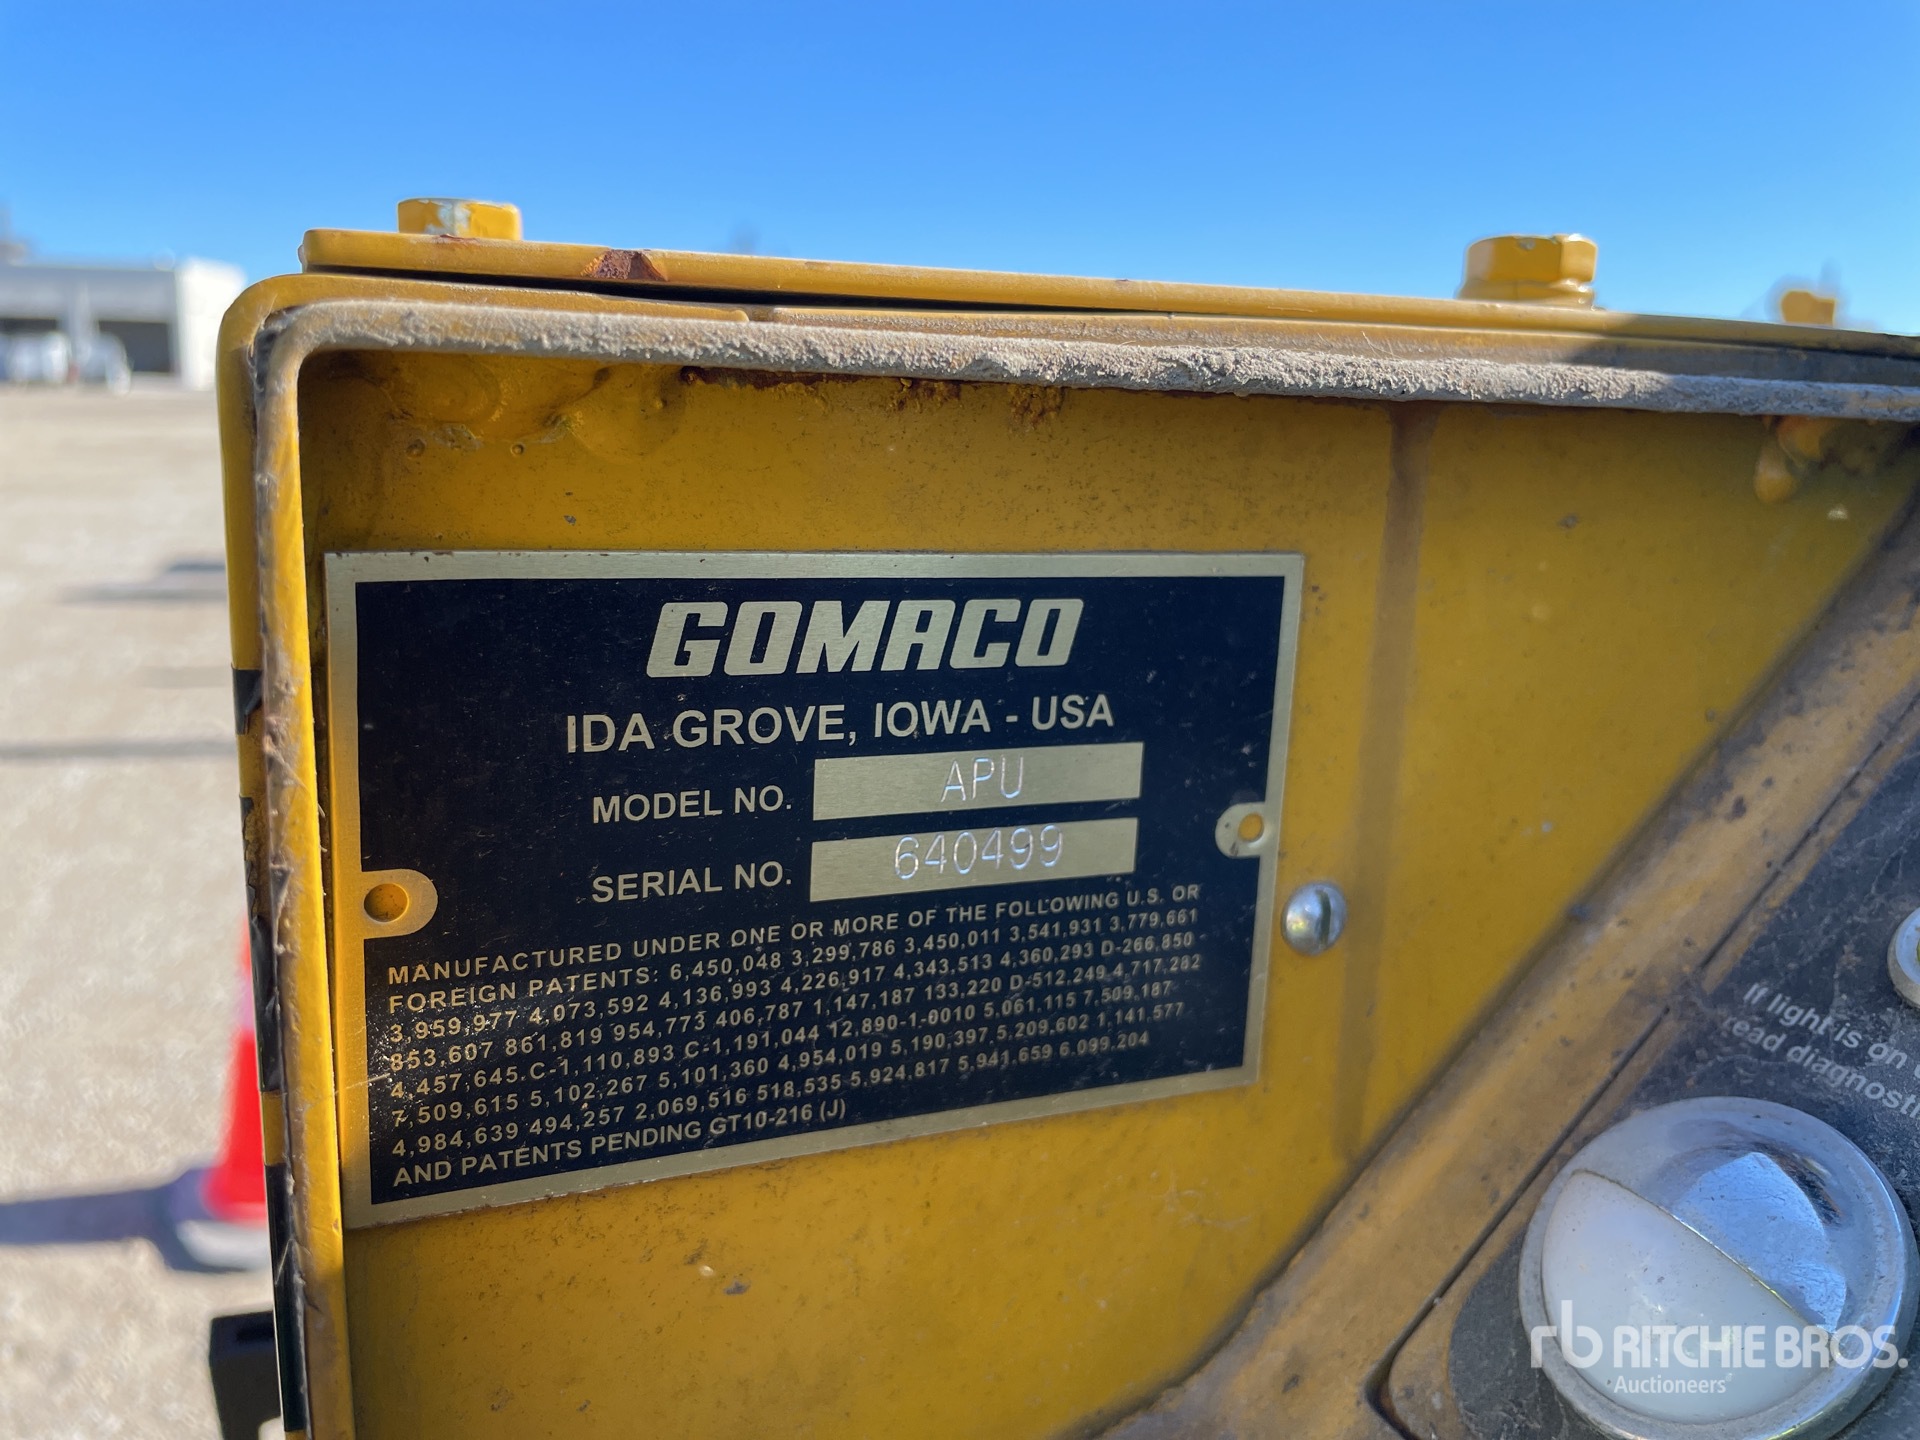 GOMACO
IDA GROVE, IOWA - USA
MODEL NO. APU
SERIAL NO. 640499
MANUFACTURED UNDER ONE OR MORE OF THE FOLLOWING U.S. OR
FOREIGN PATENTS: 6,450,048 3,299,786 3,450,011 3,541,931 3,779,661
3,959,977 4,073,592 4,136,993 4,226,917 4,343,513 4,360,293 D-266,850
853,607 861,819 954,773 406,787 1,147,187 133,220 D-512,249 4,717,282
4,457,645 C-1,110,893 C-1,191,044 12,890-1-0010 5,061,115 7,509,187
7,509,615 5,102,267 5,101,360 4,954,019 5,190,397 5,209,602 1,141,577
4,984,639 494,257 2,069,516 518,535 5,924,817 5,941,659 6,099,204
AND PATENTS PENDING GT10-216 (J)
If light is on
read diagnosti
rb RITCHIE BROS.
Auctioneers